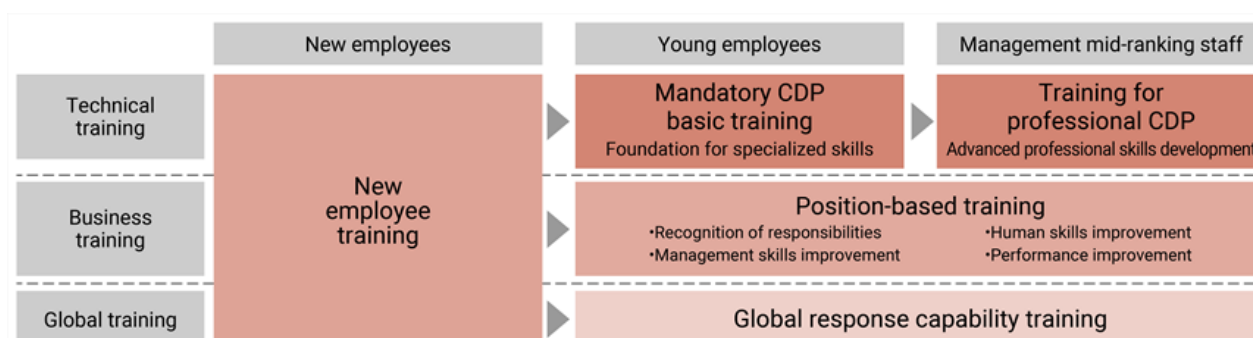 New employees
Young employees
Management mid-ranking staff
Technical
training
New
employee
training
Mandatory CDP
basic training
Foundation for specialized skills
Training for
professional CDP
Advanced professional skills development
Business
training
Position-based training
•Recognition of responsibilities
•Human skills improvement
•Management skills improvement
•Performance improvement
Global training
Global response capability training